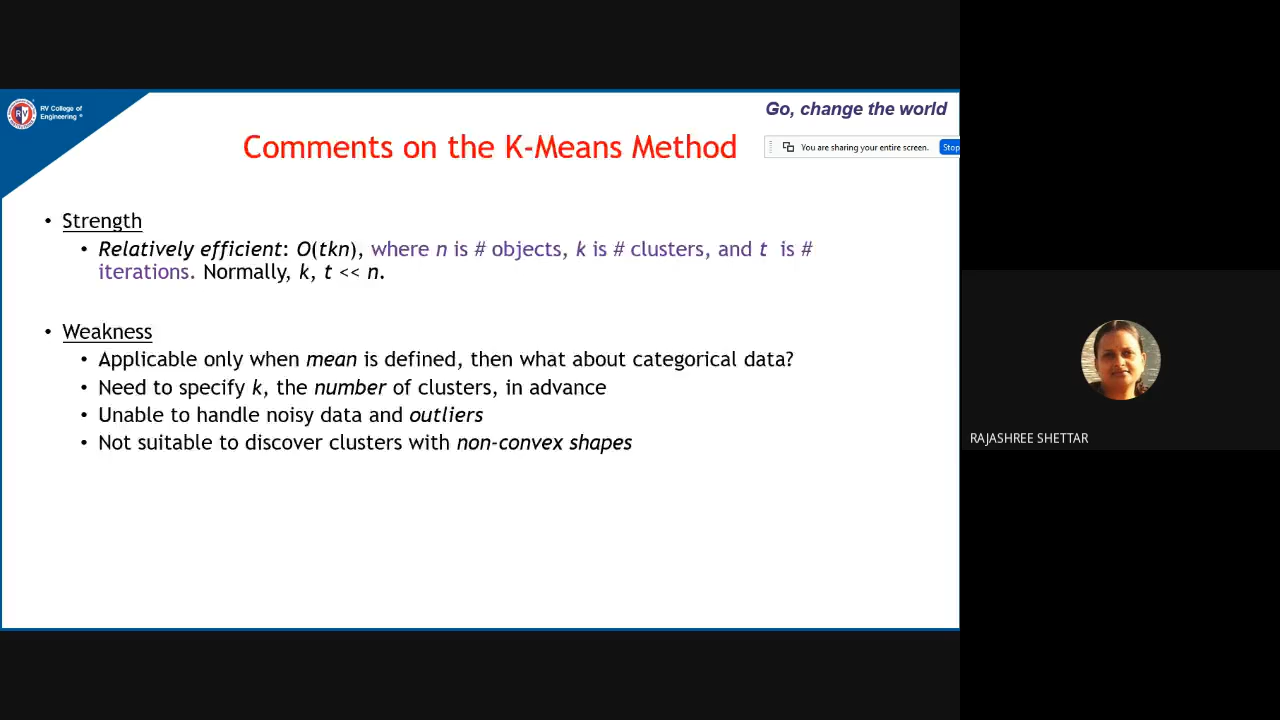 RV College of
Engineering
Go, change the world
Comments on the K-Means Method
You are sharing your entire screen.
Stop
• Strength
• Relatively efficient: O(tkn), where n is # objects, k is # clusters, and t is #
iterations. Normally, k, t << n.
• Weakness
• Applicable only when mean is defined, then what about categorical data?
• Need to specify k, the number of clusters, in advance
• Unable to handle noisy data and outliers
• Not suitable to discover clusters with non-convex shapes
RAJASHREE SHETTAR